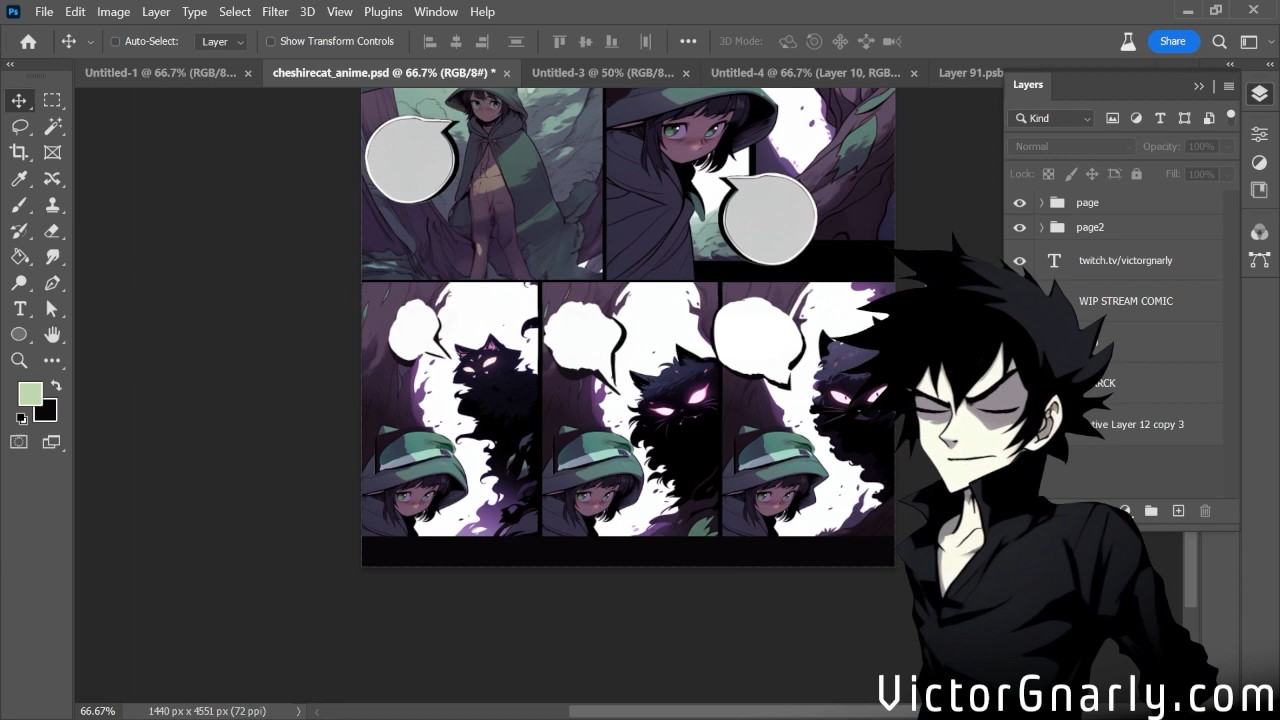 Ps File Edit Image Layer Type Select Filter 3D View Plugins Window Help
Auto-Select: Layer Show Transform Controls 3D Mode: Share
Untitled-1 @ 66.7% (RGB/8... × cheshirecat_anime.psd @ 66.7% (RGB/8#) * × Untitled-3 @ 50% (RGB/8... × Untitled-4 @ 66.7% (Layer 10, RGB... × Layer 91.psb
Layers
Kind
Normal Opacity: 100%
Lock: Fill: 100%
page
page2
twitch.tv/victorgnarly
WIP STREAM COMIC
ARCK
tive Layer 12 copy 3
66.67% 1440 px x 4551 px (72 ppi)
VictorGnarly.com